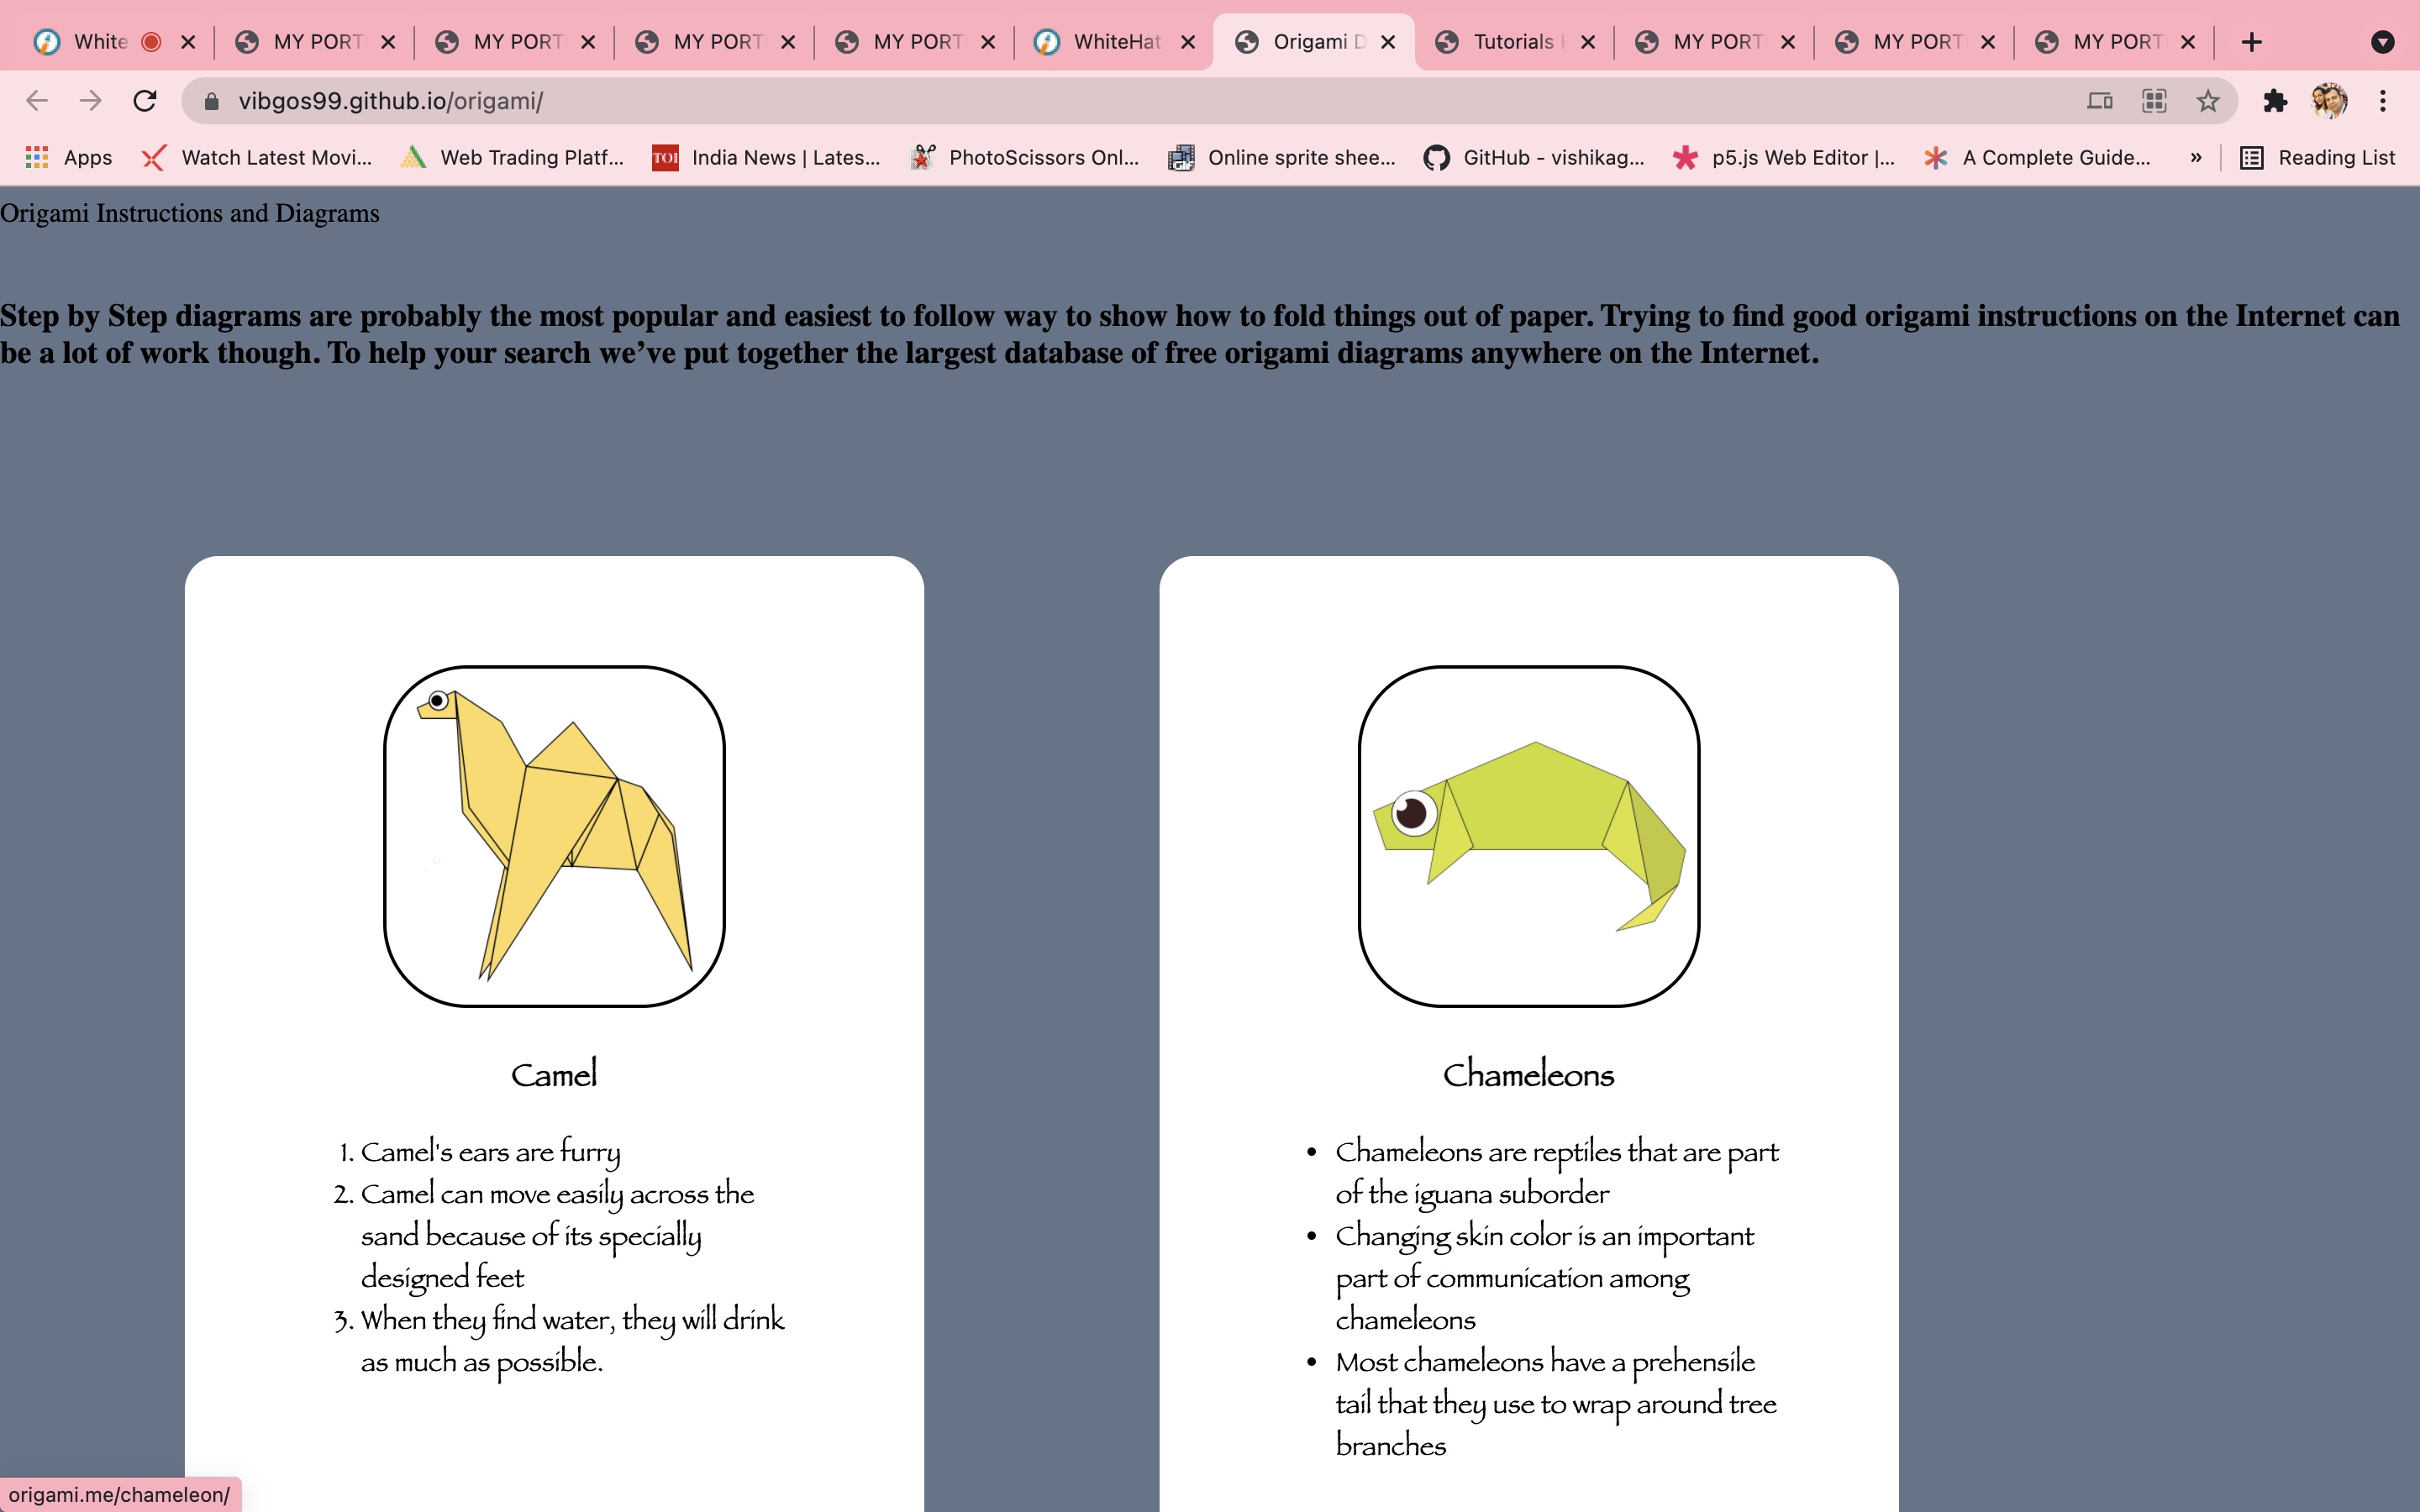 White
MY PORT
MY PORT
MY PORT
MY PORT
WhiteHat
Origami D
Tutorials
MY PORT
MY PORT
MY PORT
vibgos99.github.io/origami/
Apps
Watch Latest Movi...
Web Trading Platf...
TOI
India News | Lates...
PhotoScissors Onl...
Online sprite shee...
GitHub - vishikag...
p5.js Web Editor |...
A Complete Guide...
»
Reading List
Origami Instructions and Diagrams
Step by Step diagrams are probably the most popular and easiest to follow way to show how to fold things out of paper. Trying to find good origami instructions on the Internet can
be a lot of work though. To help your search we’ve put together the largest database of free origami diagrams anywhere on the Internet.
Camel
1. Camel's ears are furry
2. Camel can move easily across the
sand because of its specially
designed feet
3. When they find water, they will drink
as much as possible.
Chameleons
• Chameleons are reptiles that are part
of the iguana suborder
• Changing skin color is an important
part of communication among
chameleons
• Most chameleons have a prehensile
tail that they use to wrap around tree
branches
origami.me/chameleon/